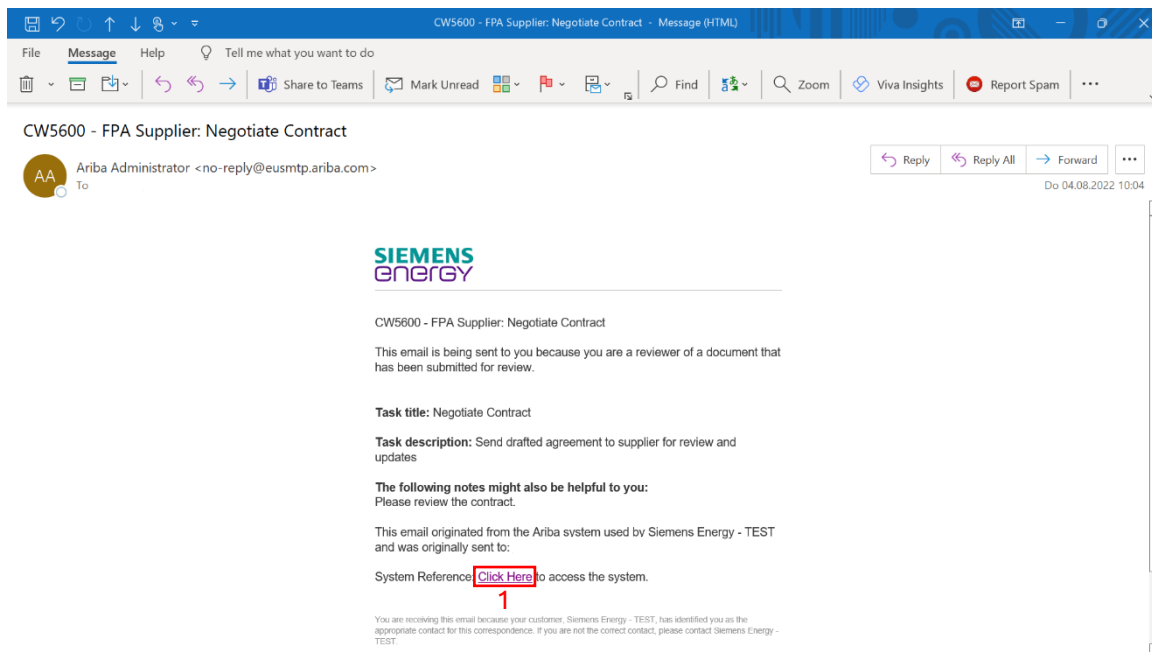 CW5600 - FPA Supplier: Negotiate Contract - Message (HTML)
File Message Help Tell me what you want to do
Share to Teams Mark Unread Find Zoom Viva Insights Report Spam
CW5600 - FPA Supplier: Negotiate Contract
AA
Ariba Administrator <no-reply@eusmtp.ariba.com>
To
Reply Reply All Forward
Do 04.08.2022 10:04
SIEMENS
energy
CW5600 - FPA Supplier: Negotiate Contract
This email is being sent to you because you are a reviewer of a document that
has been submitted for review.
Task title: Negotiate Contract
Task description: Send drafted agreement to supplier for review and
updates
The following notes might also be helpful to you:
Please review the contract.
This email originated from the Ariba system used by Siemens Energy - TEST
and was originally sent to:
System Reference: Click Here to access the system.
1
You are receiving this email because your customer, Siemens Energy - TEST, has identified you as the
appropriate contact for this correspondence. If you are not the correct contact, please contact Siemens Energy -
TEST.